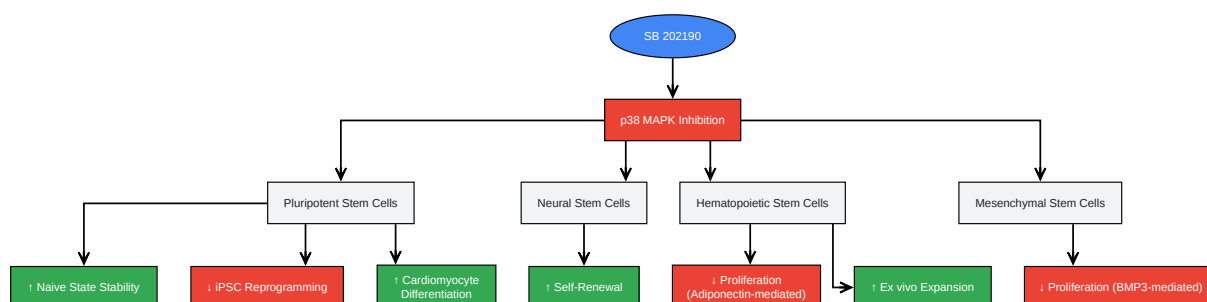 SB 202190
p38 MAPK Inhibition
Pluripotent Stem Cells
Neural Stem Cells
Hematopoietic Stem Cells
Mesenchymal Stem Cells
↑ Naive State Stability
↓ iPSC Reprogramming
↑ Cardiomyocyte
Differentiation
↑ Self-Renewal
↓ Proliferation
(Adiponectin-mediated)
↑ Ex vivo Expansion
↓ Proliferation (BMP3-mediated)